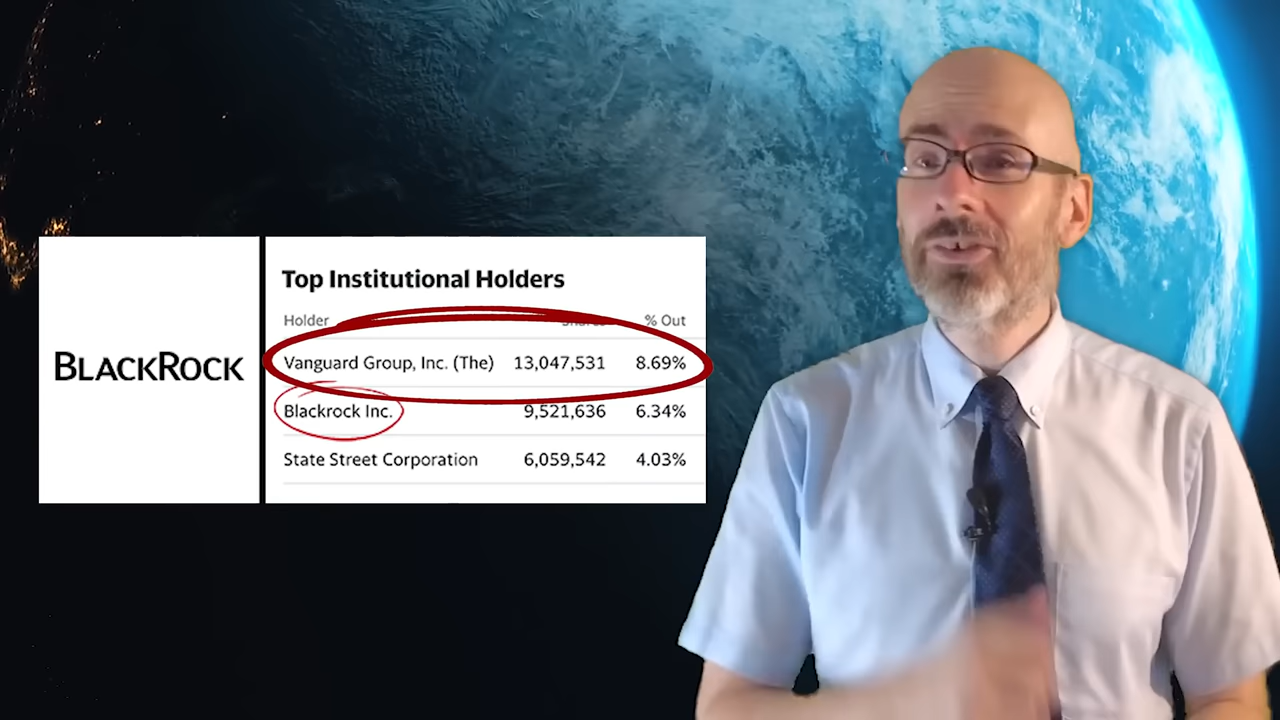 BLACKROCK
Top Institutional Holders
Holder Shares % Out
Vanguard Group, Inc. (The) 13,047,531 8.69%
Blackrock Inc. 9,521,636 6.34%
State Street Corporation 6,059,542 4.03%